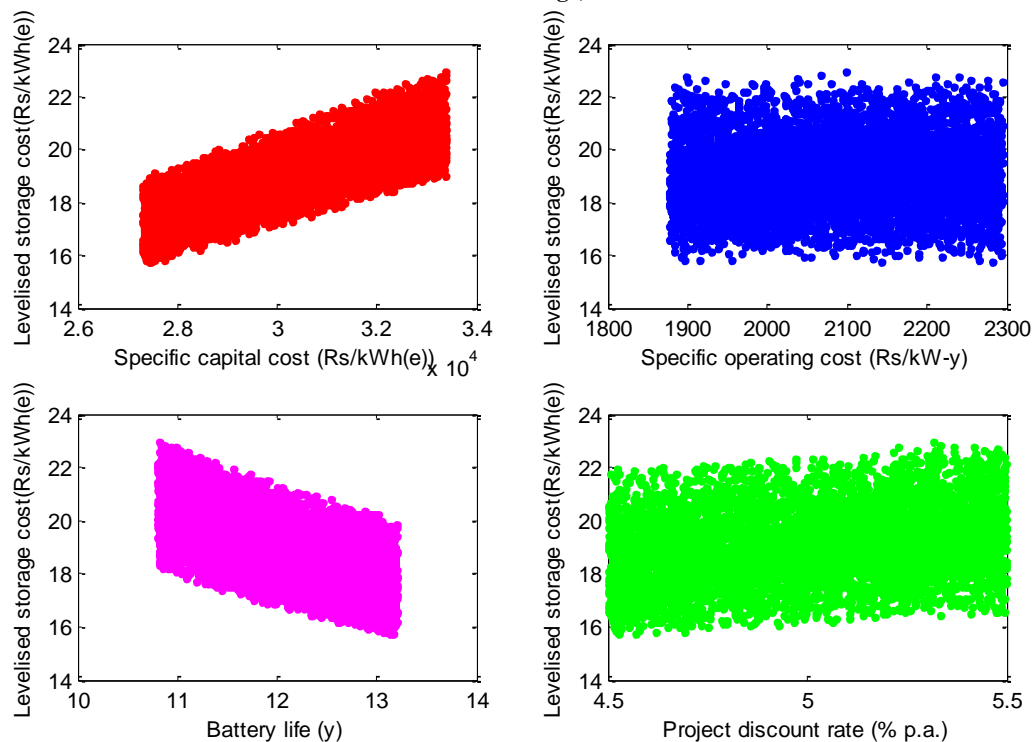 24
22
20
18
16
14
Levelised storage cost(Rs/kWh(e))
2.6 2.8 3 3.2 3.4
x 10^4
Specific capital cost (Rs/kWh(e))
24
22
20
18
16
14
Levelised storage cost(Rs/kWh(e))
1800 1900 2000 2100 2200 2300
Specific operating cost (Rs/kW-y)
24
22
20
18
16
14
Levelised storage cost(Rs/kWh(e))
10 11 12 13 14
Battery life (y)
24
22
20
18
16
14
Levelised storage cost(Rs/kWh(e))
4.5 5 5.5
Project discount rate (% p.a.)